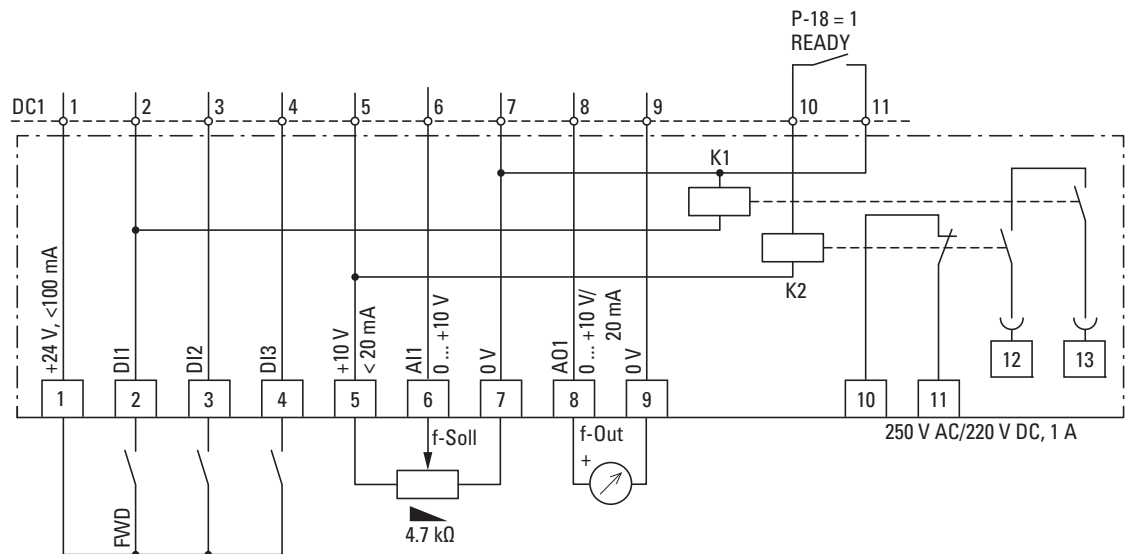 P-18 = 1
READY
DC1 1 2 3 4 5 6 7 8 9 10 11
K1
K2
+24 V, <100 mA
DI1
DI2
DI3
+10 V
< 20 mA
AI1
0 ... +10 V
0 V
AO1
0 ... +10 V/
20 mA
0 V
12 13
1 2 3 4 5 6 7 8 9 10 11
250 V AC/220 V DC, 1 A
f-Soll
f-Out
+
FWD
4.7 kΩ